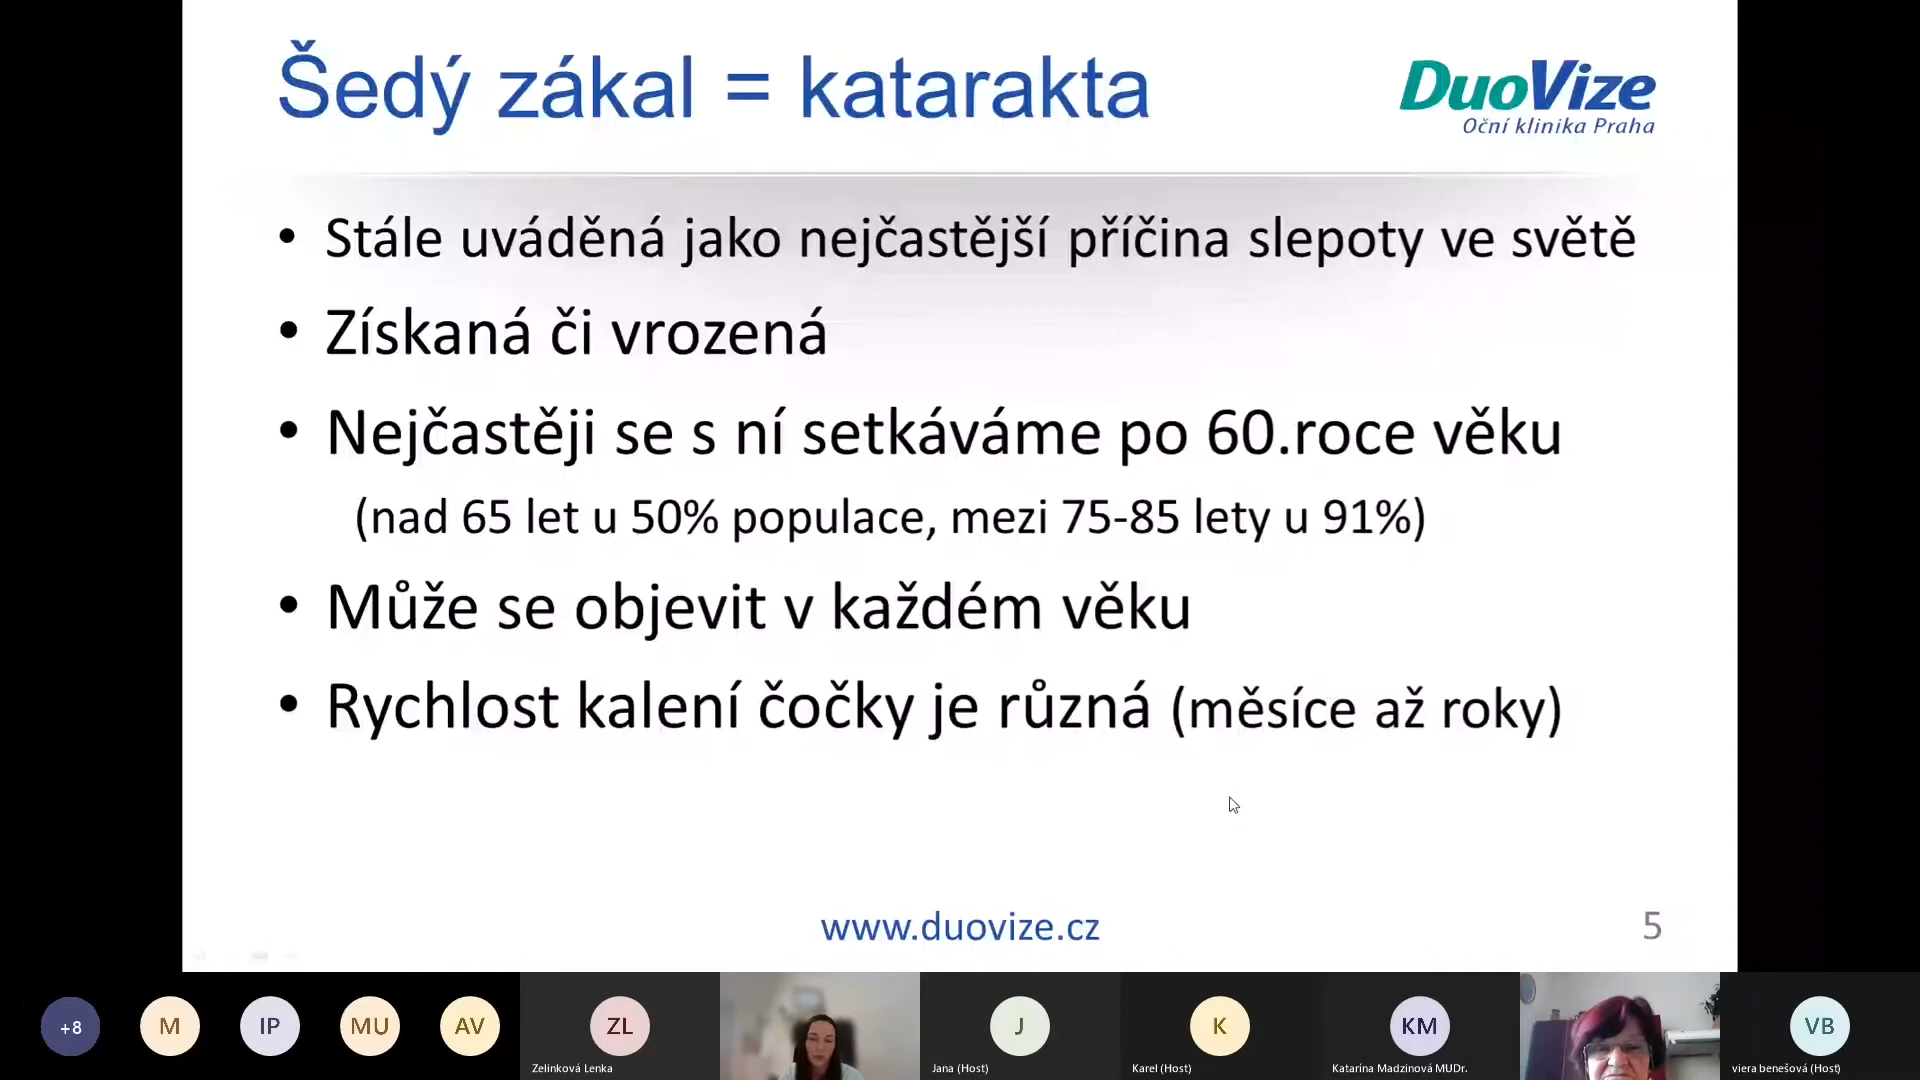 Šedý zákal = katarakta
DuoVize
Oční klinika Praha
• Stále uváděná jako nejčastější příčina slepoty ve světě
• Získaná či vrozená
• Nejčastěji se s ní setkáváme po 60.roce věku
(nad 65 let u 50% populace, mezi 75-85 lety u 91%)
• Může se objevit v každém věku
• Rychlost kalení čočky je různá (měsíce až roky)
www.duovize.cz
5
+8
M
IP
MU
AV
ZL
J
K
KM
VB
Zelinková Lenka
Jana (Host)
Karel (Host)
Katarína Madzinová MUDr.
viera benešová (Host)